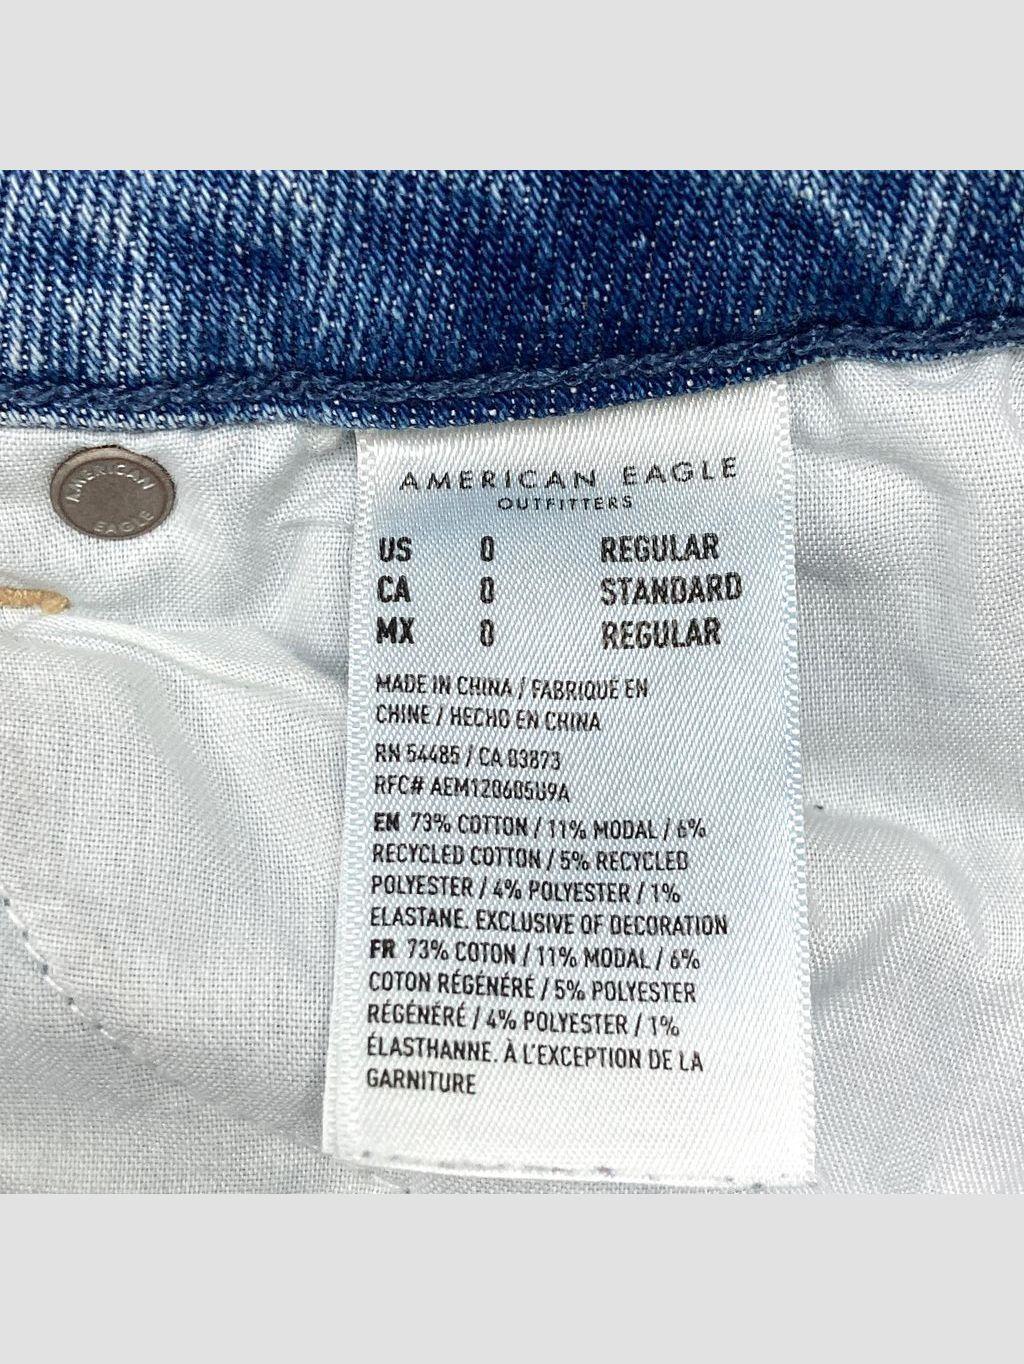 AMERICAN
EAGLE
AMERICAN EAGLE
OUTFITTERS
US 0 REGULAR
CA 0 STANDARD
MX 0 REGULAR
MADE IN CHINA / FABRIQUÉ EN
CHINE / HECHO EN CHINA
RN 54485 / CA 03873
RFC# AEM120605U9A
EN 73% COTTON / 11% MODAL / 6%
RECYCLED COTTON / 5% RECYCLED
POLYESTER / 4% POLYESTER / 1%
ELASTANE. EXCLUSIVE OF DECORATION
FR 73% COTON / 11% MODAL / 6%
COTON RÉGÉNÉRÉ / 5% POLYESTER
RÉGÉNÉRÉ / 4% POLYESTER / 1%
ÉLASTHANNE. À L'EXCEPTION DE LA
GARNITURE